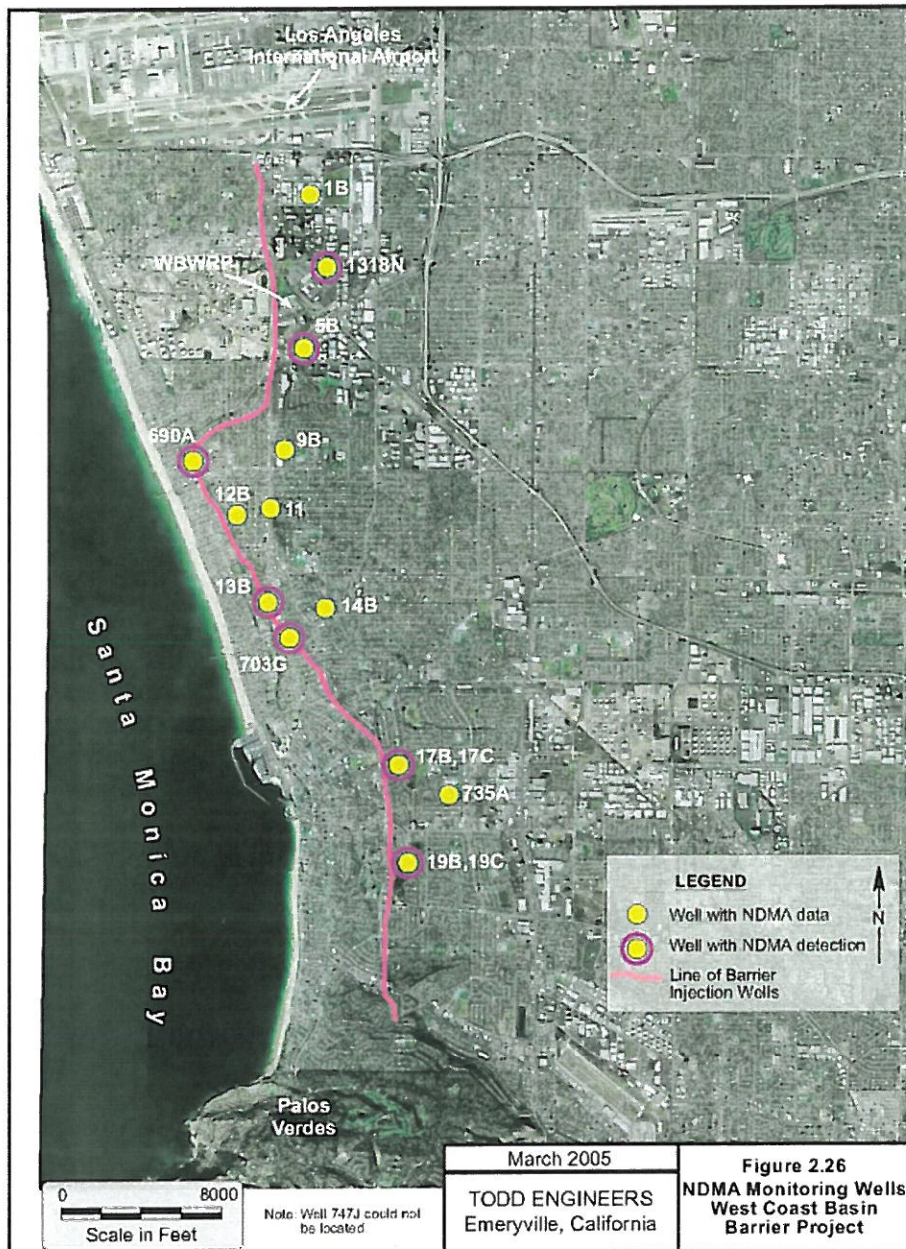 Los Angeles
International Airport
1B
WBWRP
1318N
5B
690A
9B
12B
11
13B
14B
703G
Santa Monica Bay
17B,17C
735A
19B,19C
LEGEND
Well with NDMA data
Well with NDMA detection
Line of Barrier
Injection Wells
N
Palos
Verdes
0 8000
Scale in Feet
Note: Well 747J could not
be located
March 2005
TODD ENGINEERS
Emeryville, California
Figure 2.26
NDMA Monitoring Wells
West Coast Basin
Barrier Project